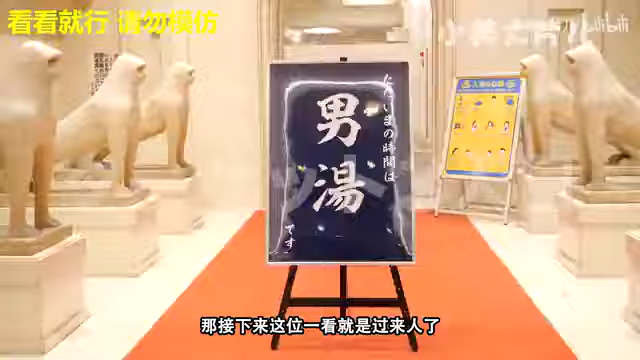 看看就行 请勿模仿
bilibili
ただいまの時間は
男湯
です
那接下来这位一看就是过来人了